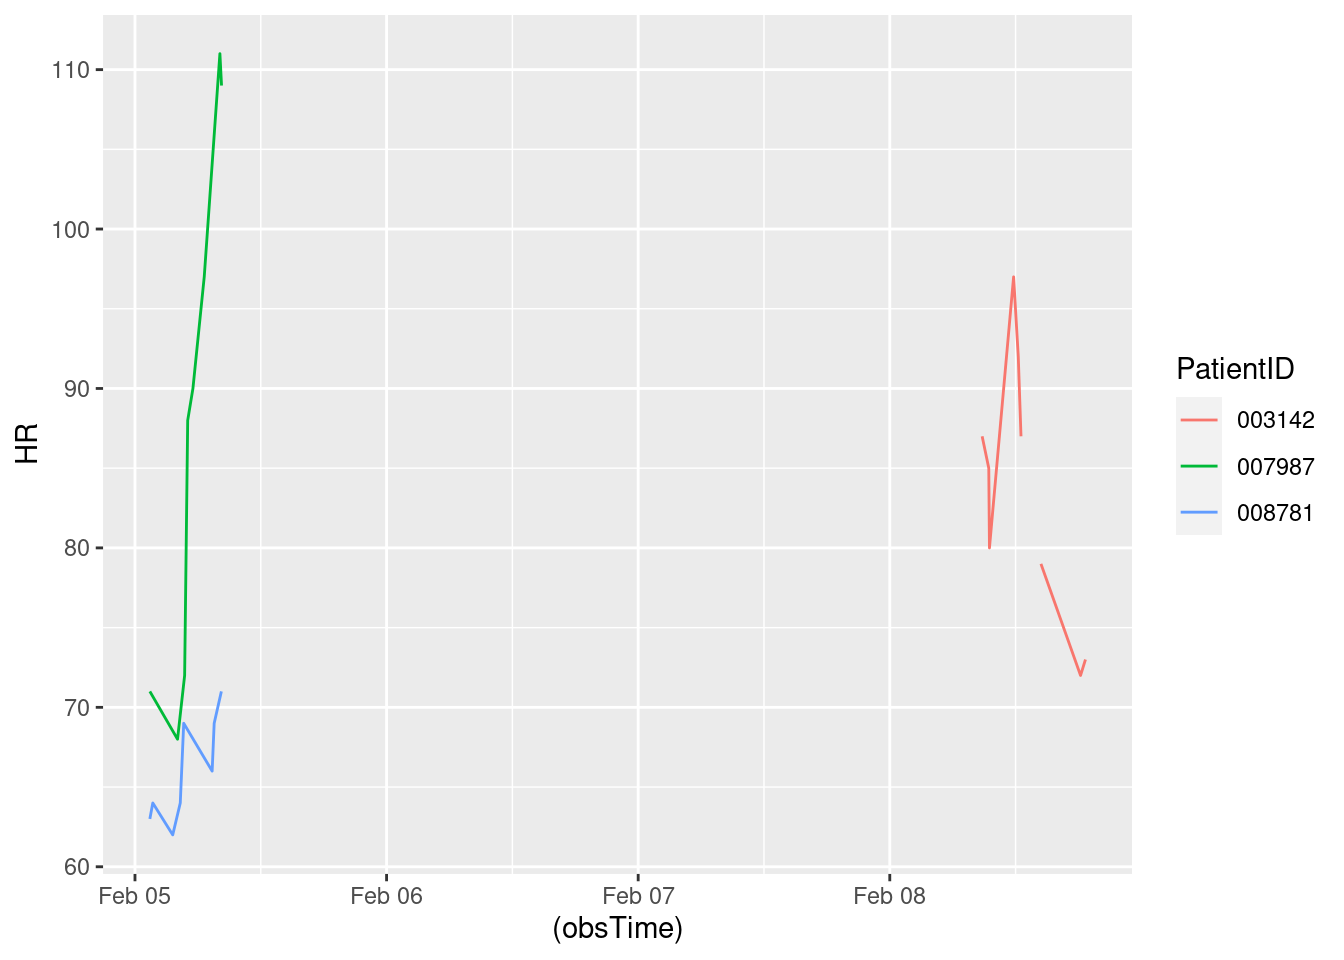 110
100
90
80
70
60
HR
Feb 05
Feb 06
Feb 07
Feb 08
(obsTime)
PatientID
003142
007987
008781